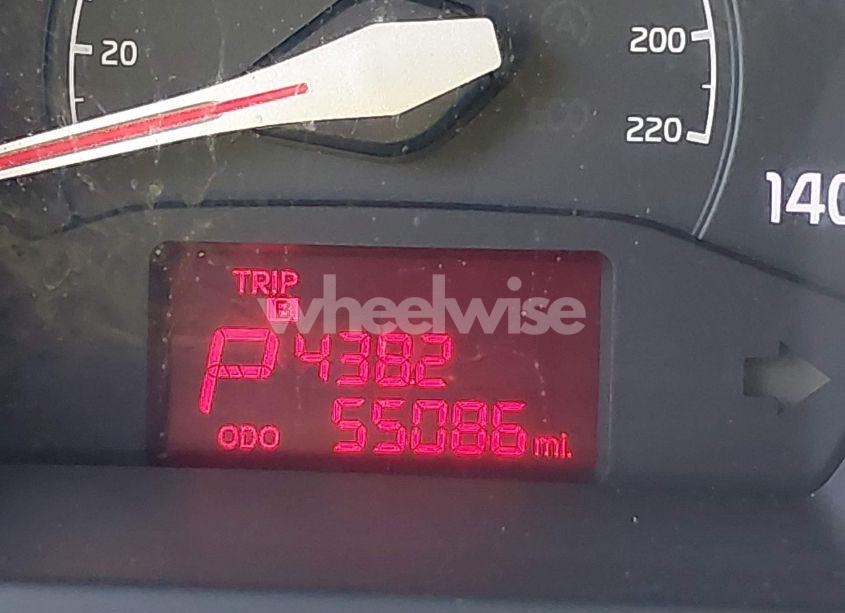 20
200
220
140
TRIP
B
wheelwise
P 438.2
ODO 55086 mi.